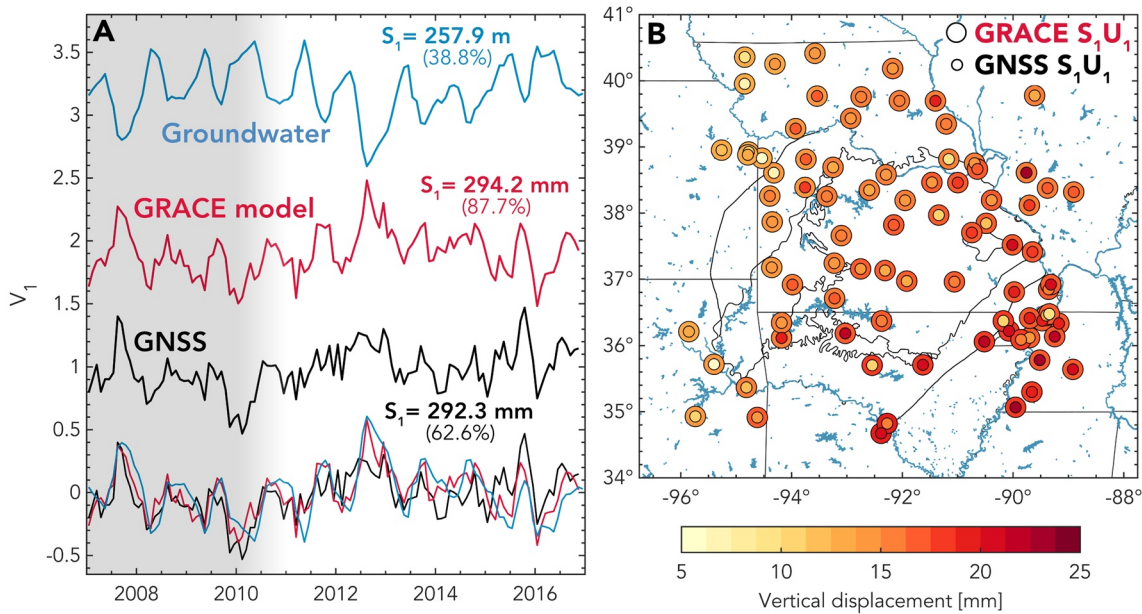 A
S1= 257.9 m
(38.8%)
Groundwater
S1= 294.2 mm
(87.7%)
GRACE model
GNSS
S1= 292.3 mm
(62.6%)
V1
3.5
3
2.5
2
1.5
1
0.5
0
-0.5
2008
2010
2012
2014
2016
B
GRACE S1U1
GNSS S1U1
41°
40°
39°
38°
37°
36°
35°
34°
-96°
-94°
-92°
-90°
-88°
5
10
15
20
25
Vertical displacement [mm]